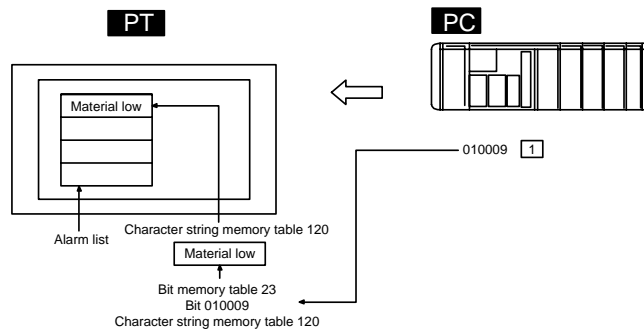 PT
PC
Material low
010009 1
Alarm list
Character string memory table 120
Material low
Bit memory table 23
Bit 010009
Character string memory table 120